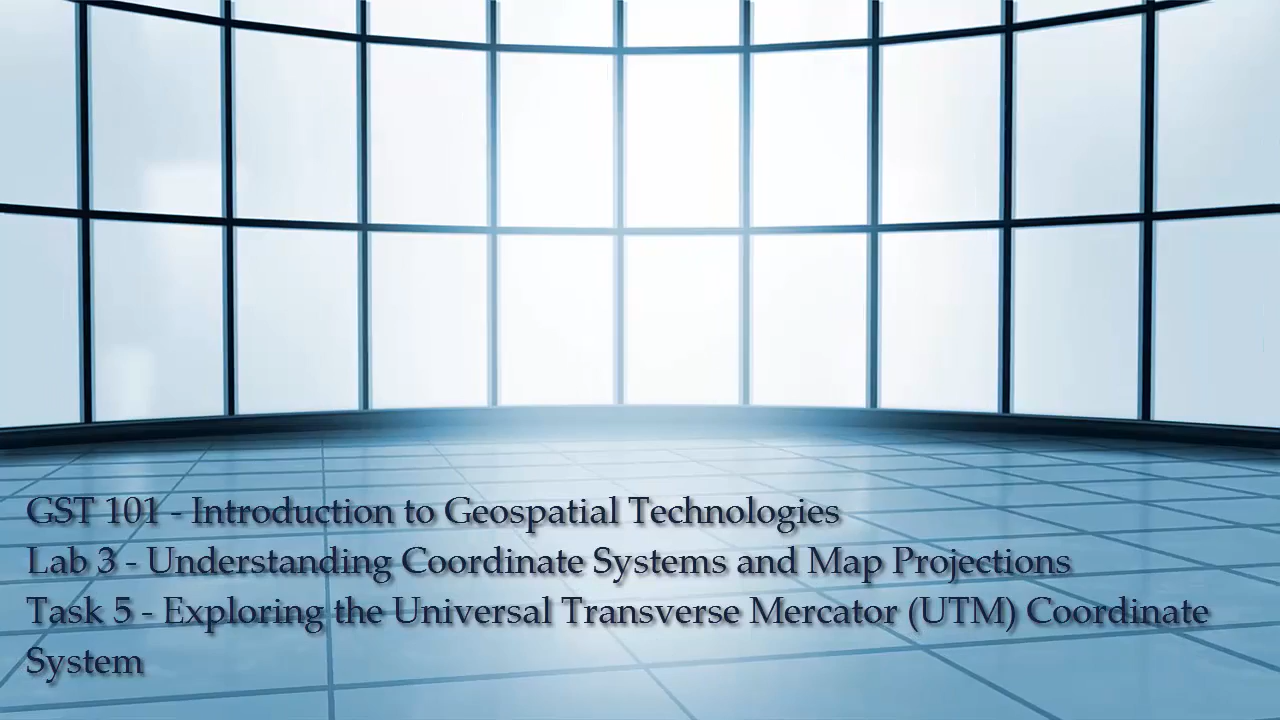 GST 101 - Introduction to Geospatial Technologies
Lab 3 - Understanding Coordinate Systems and Map Projections
Task 5 - Exploring the Universal Transverse Mercator (UTM) Coordinate
System